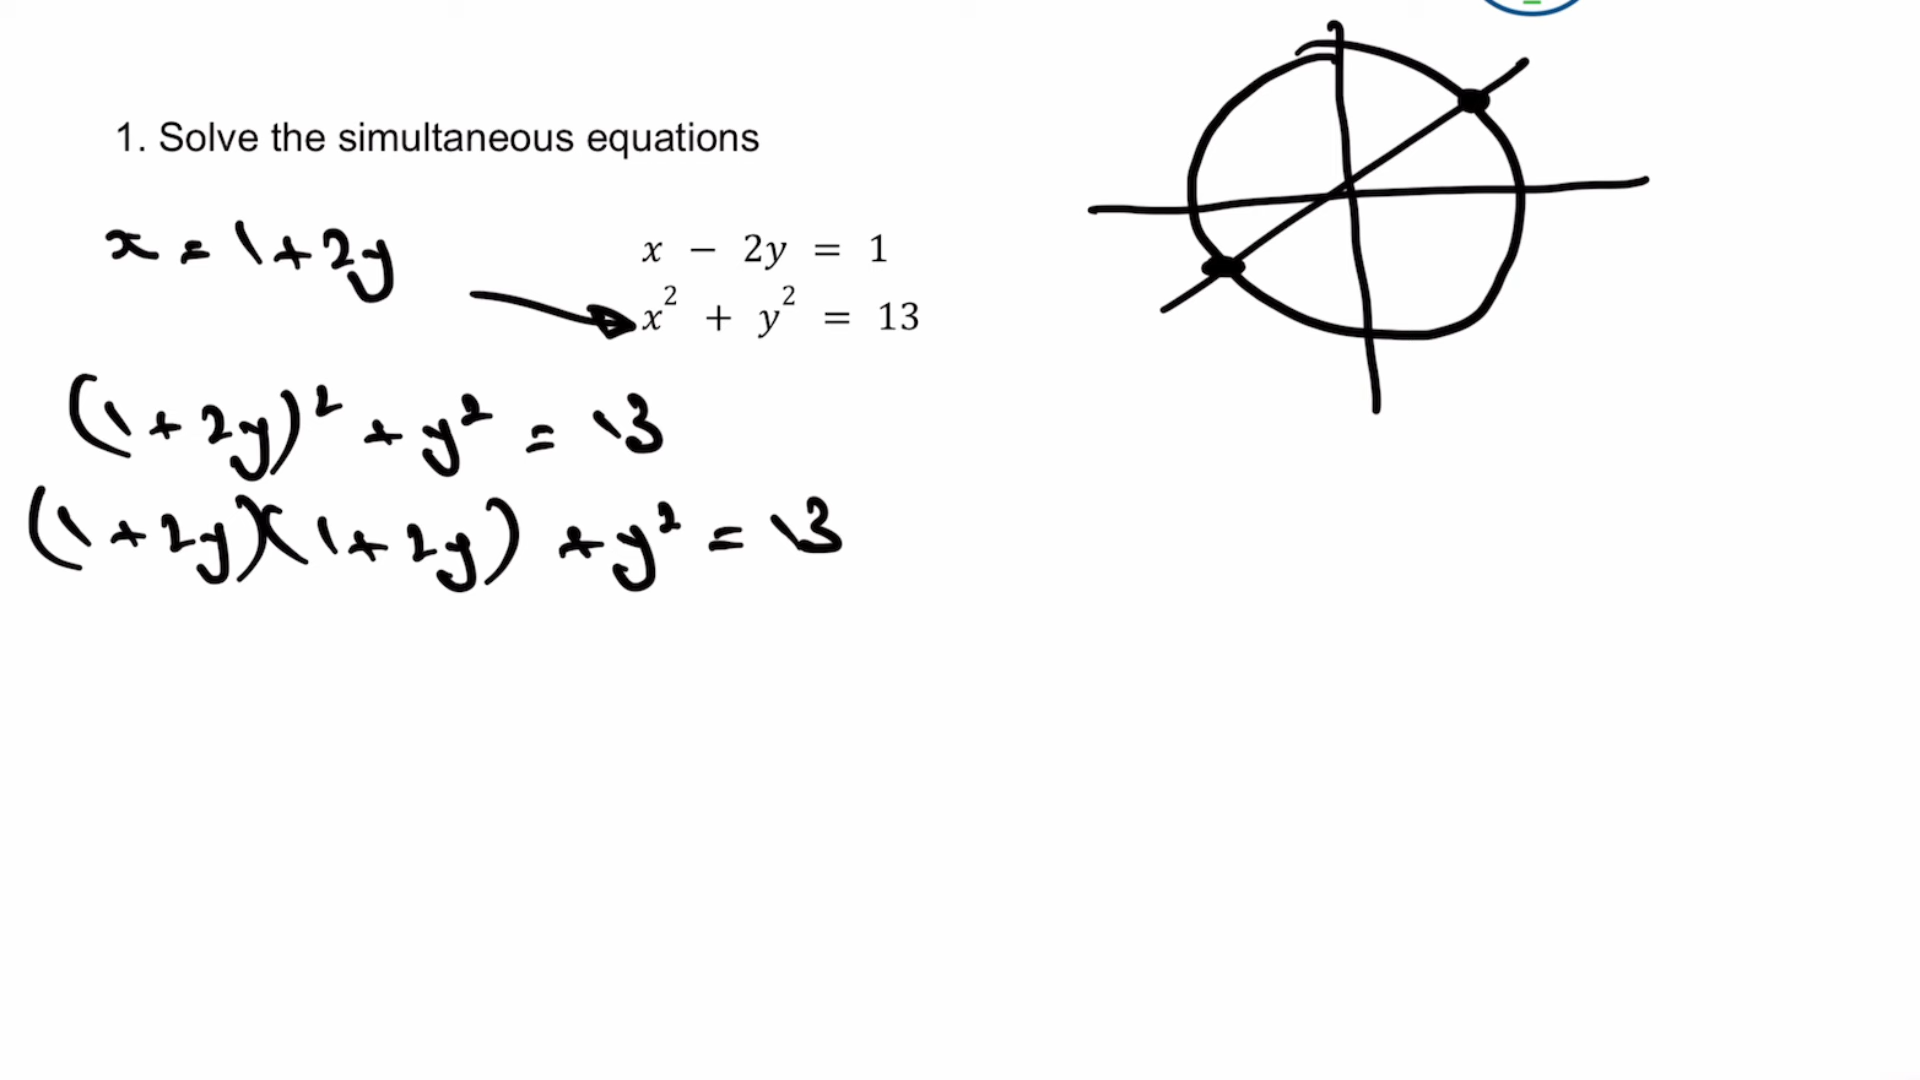 1. Solve the simultaneous equations
x = 1 + 2y
x − 2y = 1
x² + y² = 13
(1 + 2y)² + y² = 13
(1 + 2y)(1 + 2y) + y² = 13